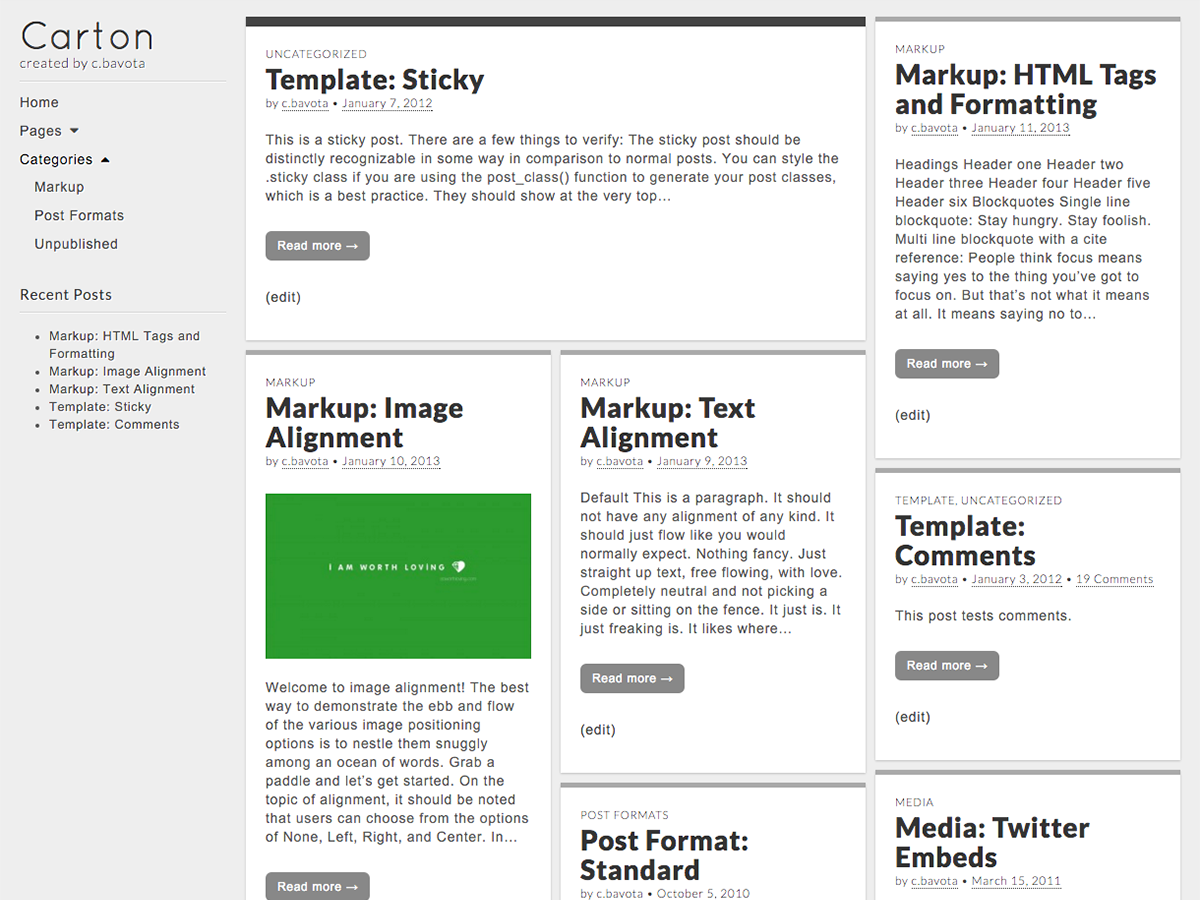 Carton
created by c.bavota
Home
Pages
Categories
Markup
Post Formats
Unpublished
Recent Posts
Markup: HTML Tags and
Formatting
Markup: Image Alignment
Markup: Text Alignment
Template: Sticky
Template: Comments
UNCATEGORIZED
Template: Sticky
by c.bavota • January 7, 2012
This is a sticky post. There are a few things to verify: The sticky post should be
distinctly recognizable in some way in comparison to normal posts. You can style the
.sticky class if you are using the post_class() function to generate your post classes,
which is a best practice. They should show at the very top…
Read more →
(edit)
MARKUP
Markup: HTML Tags
and Formatting
by c.bavota • January 11, 2013
Headings Header one Header two
Header three Header four Header five
Header six Blockquotes Single line
blockquote: Stay hungry. Stay foolish.
Multi line blockquote with a cite
reference: People think focus means
saying yes to the thing you’ve got to
focus on. But that’s not what it means
at all. It means saying no to…
Read more →
(edit)
MARKUP
Markup: Image
Alignment
by c.bavota • January 10, 2013
I AM WORTH LOVING
Welcome to image alignment! The best
way to demonstrate the ebb and flow
of the various image positioning
options is to nestle them snuggly
among an ocean of words. Grab a
paddle and let’s get started. On the
topic of alignment, it should be noted
that users can choose from the options
of None, Left, Right, and Center. In…
Read more →
MARKUP
Markup: Text
Alignment
by c.bavota • January 9, 2013
Default This is a paragraph. It should
not have any alignment of any kind. It
should just flow like you would
normally expect. Nothing fancy. Just
straight up text, free flowing, with love.
Completely neutral and not picking a
side or sitting on the fence. It just is. It
just freaking is. It likes where…
Read more →
(edit)
TEMPLATE, UNCATEGORIZED
Template:
Comments
by c.bavota • January 3, 2012 • 19 Comments
This post tests comments.
Read more →
(edit)
POST FORMATS
Post Format:
Standard
by c.bavota • October 5, 2010
MEDIA
Media: Twitter
Embeds
by c.bavota • March 15, 2011